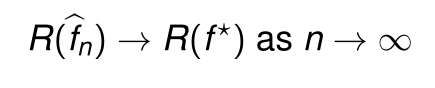 R(f̂ₙ) → R(f⋆) as n → ∞